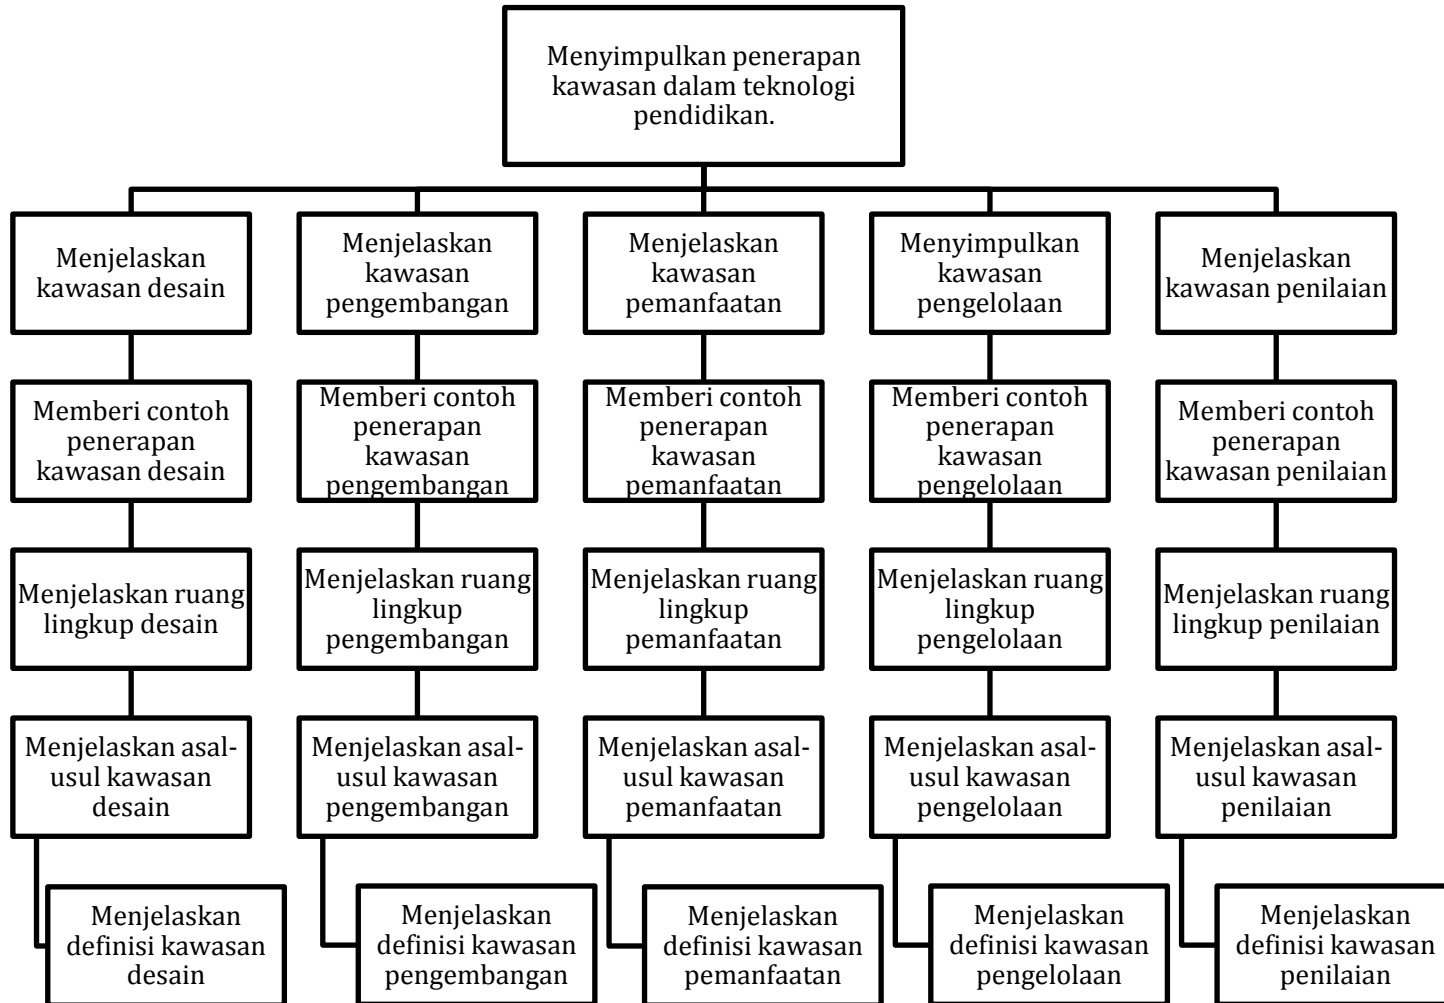 Menyimpulkan penerapan
kawasan dalam teknologi
pendidikan.
Menjelaskan
kawasan desain
Menjelaskan
kawasan
pengembangan
Menjelaskan
kawasan
pemanfaatan
Menyimpulkan
kawasan
pengelolaan
Menjelaskan
kawasan penilaian
Memberi contoh
penerapan
kawasan desain
Memberi contoh
penerapan
kawasan
pengembangan
Memberi contoh
penerapan
kawasan
pemanfaatan
Memberi contoh
penerapan
kawasan
pengelolaan
Memberi contoh
penerapan
kawasan penilaian
Menjelaskan ruang
lingkup desain
Menjelaskan ruang
lingkup
pengembangan
Menjelaskan ruang
lingkup
pemanfaatan
Menjelaskan ruang
lingkup
pengelolaan
Menjelaskan ruang
lingkup penilaian
Menjelaskan asal-
usul kawasan
desain
Menjelaskan asal-
usul kawasan
pengembangan
Menjelaskan asal-
usul kawasan
pemanfaatan
Menjelaskan asal-
usul kawasan
pengelolaan
Menjelaskan asal-
usul kawasan
penilaian
Menjelaskan
definisi kawasan
desain
Menjelaskan
definisi kawasan
pengembangan
Menjelaskan
definisi kawasan
pemanfaatan
Menjelaskan
definisi kawasan
pengelolaan
Menjelaskan
definisi kawasan
penilaian